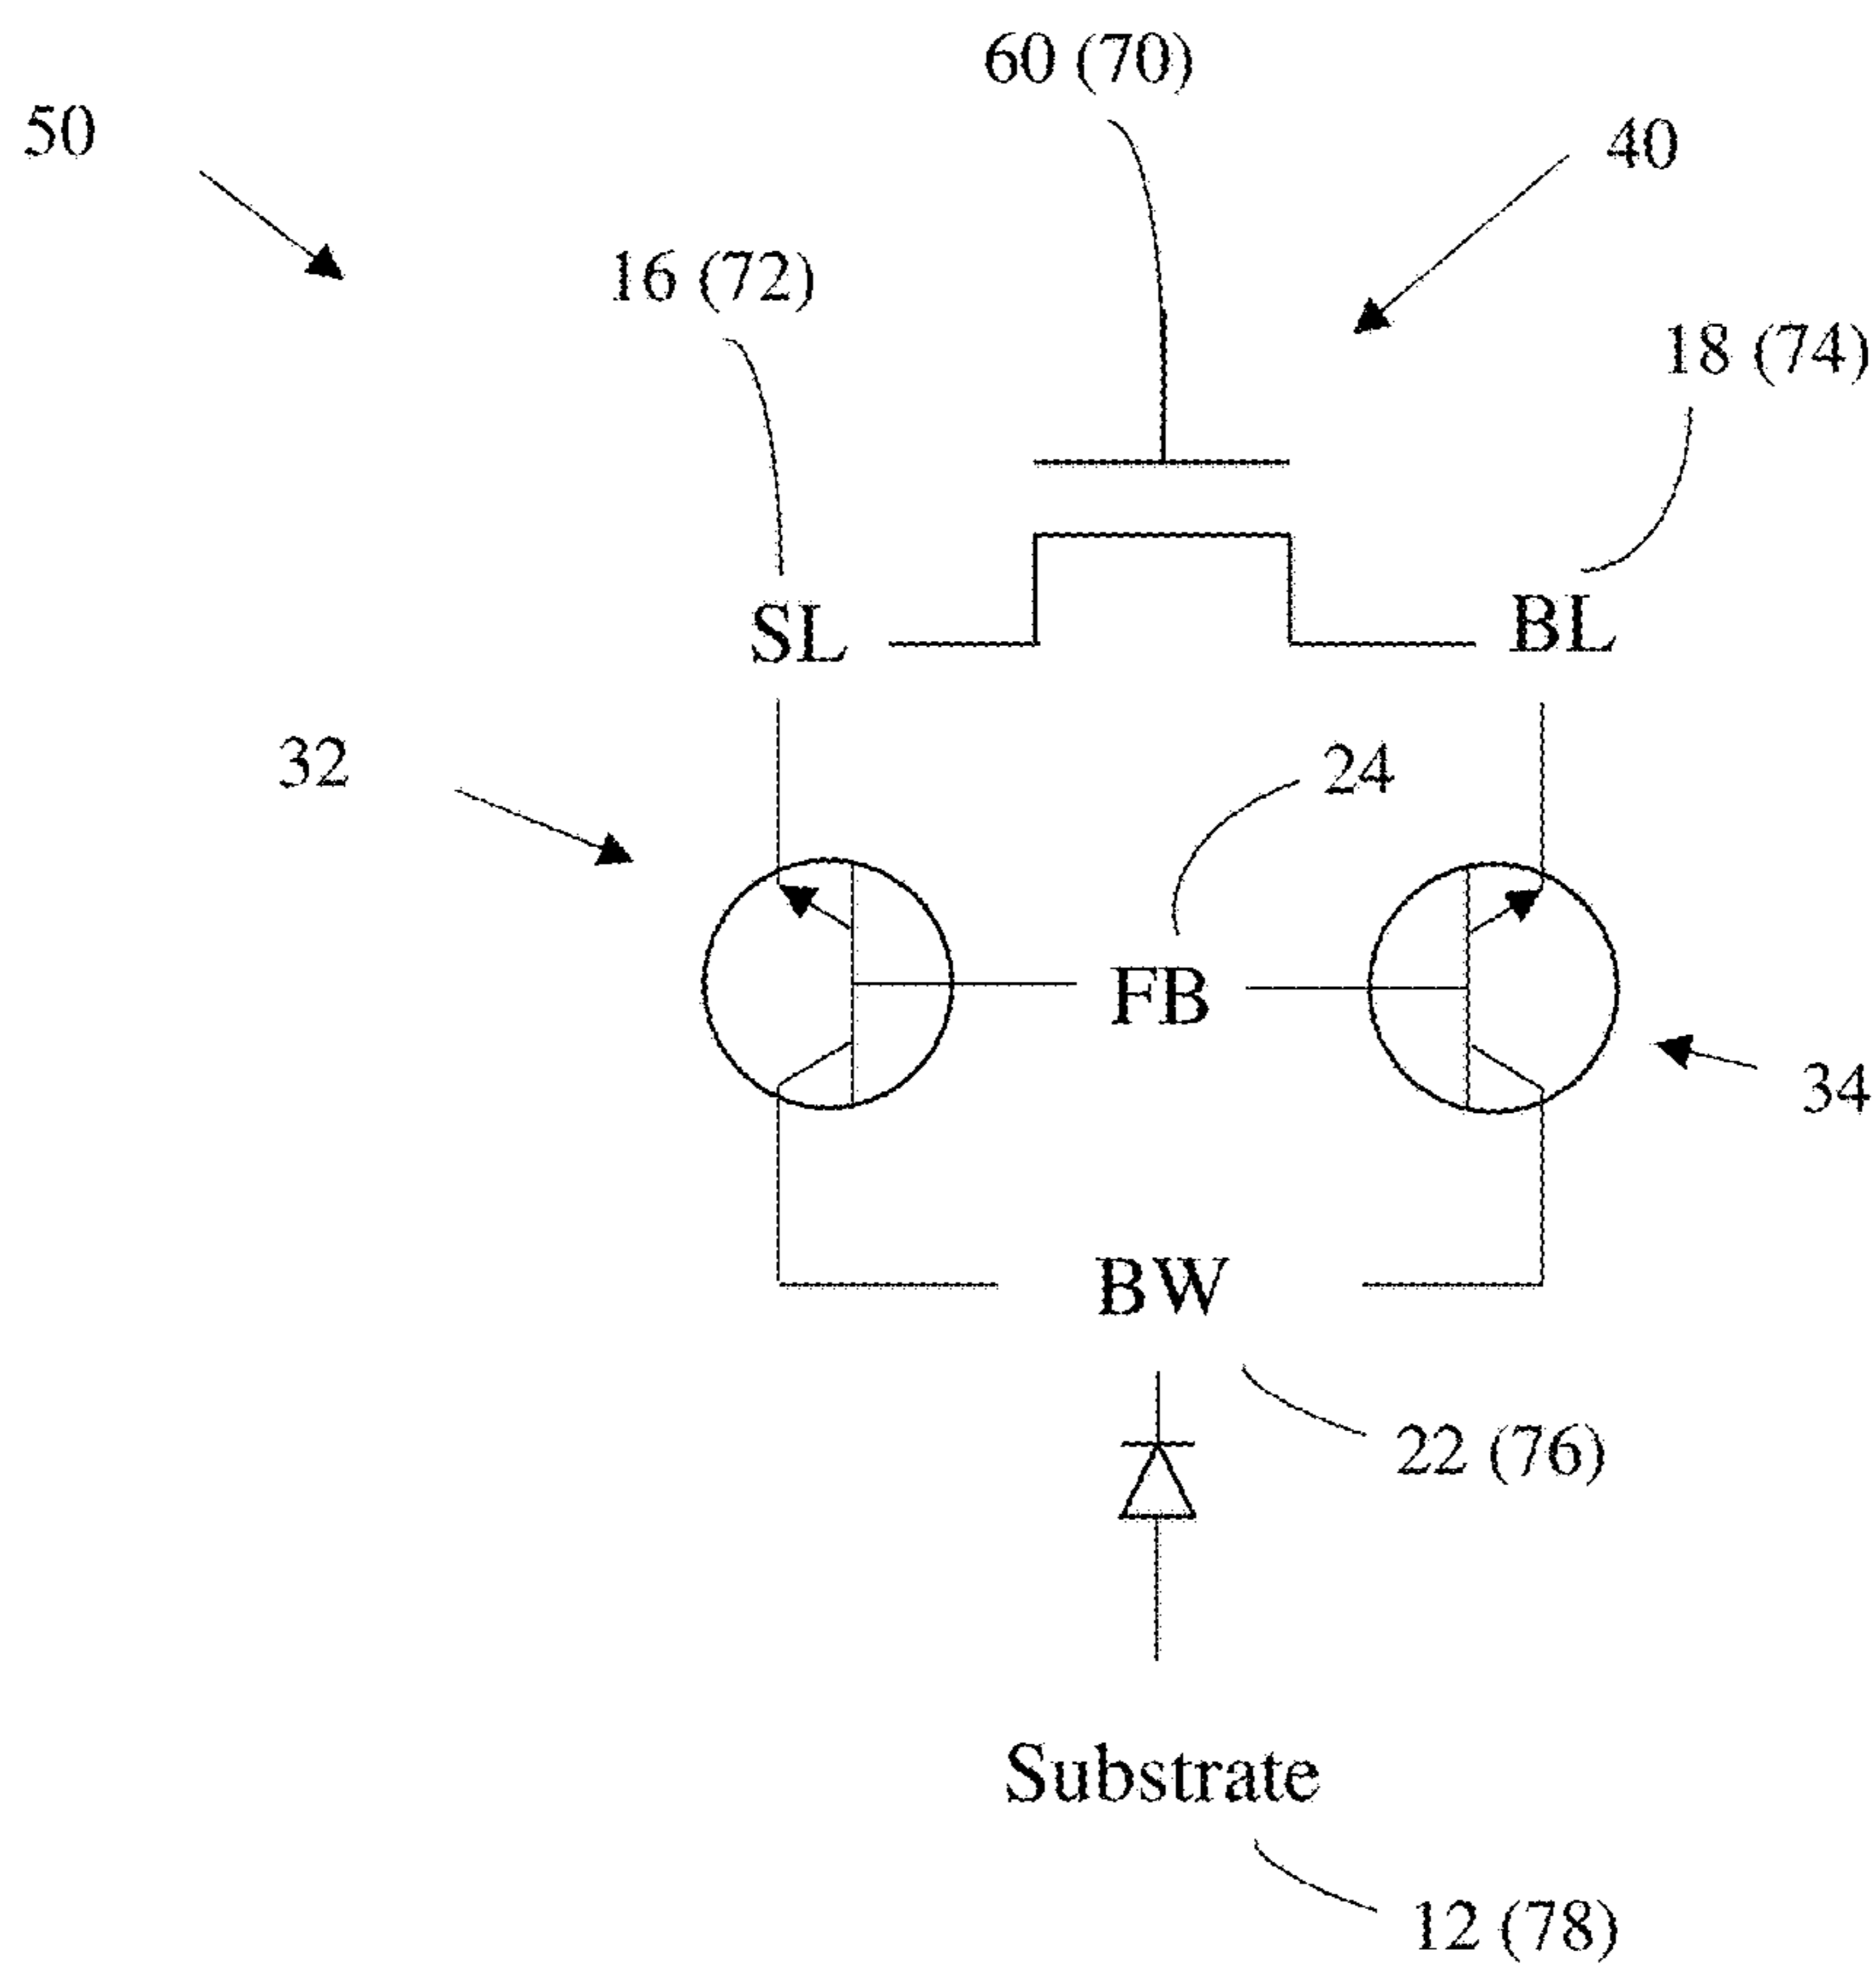 60 (70)
50
40
16 (72)
18 (74)
SL
BL
32
24
FB
34
BW
22 (76)
Substrate
12 (78)